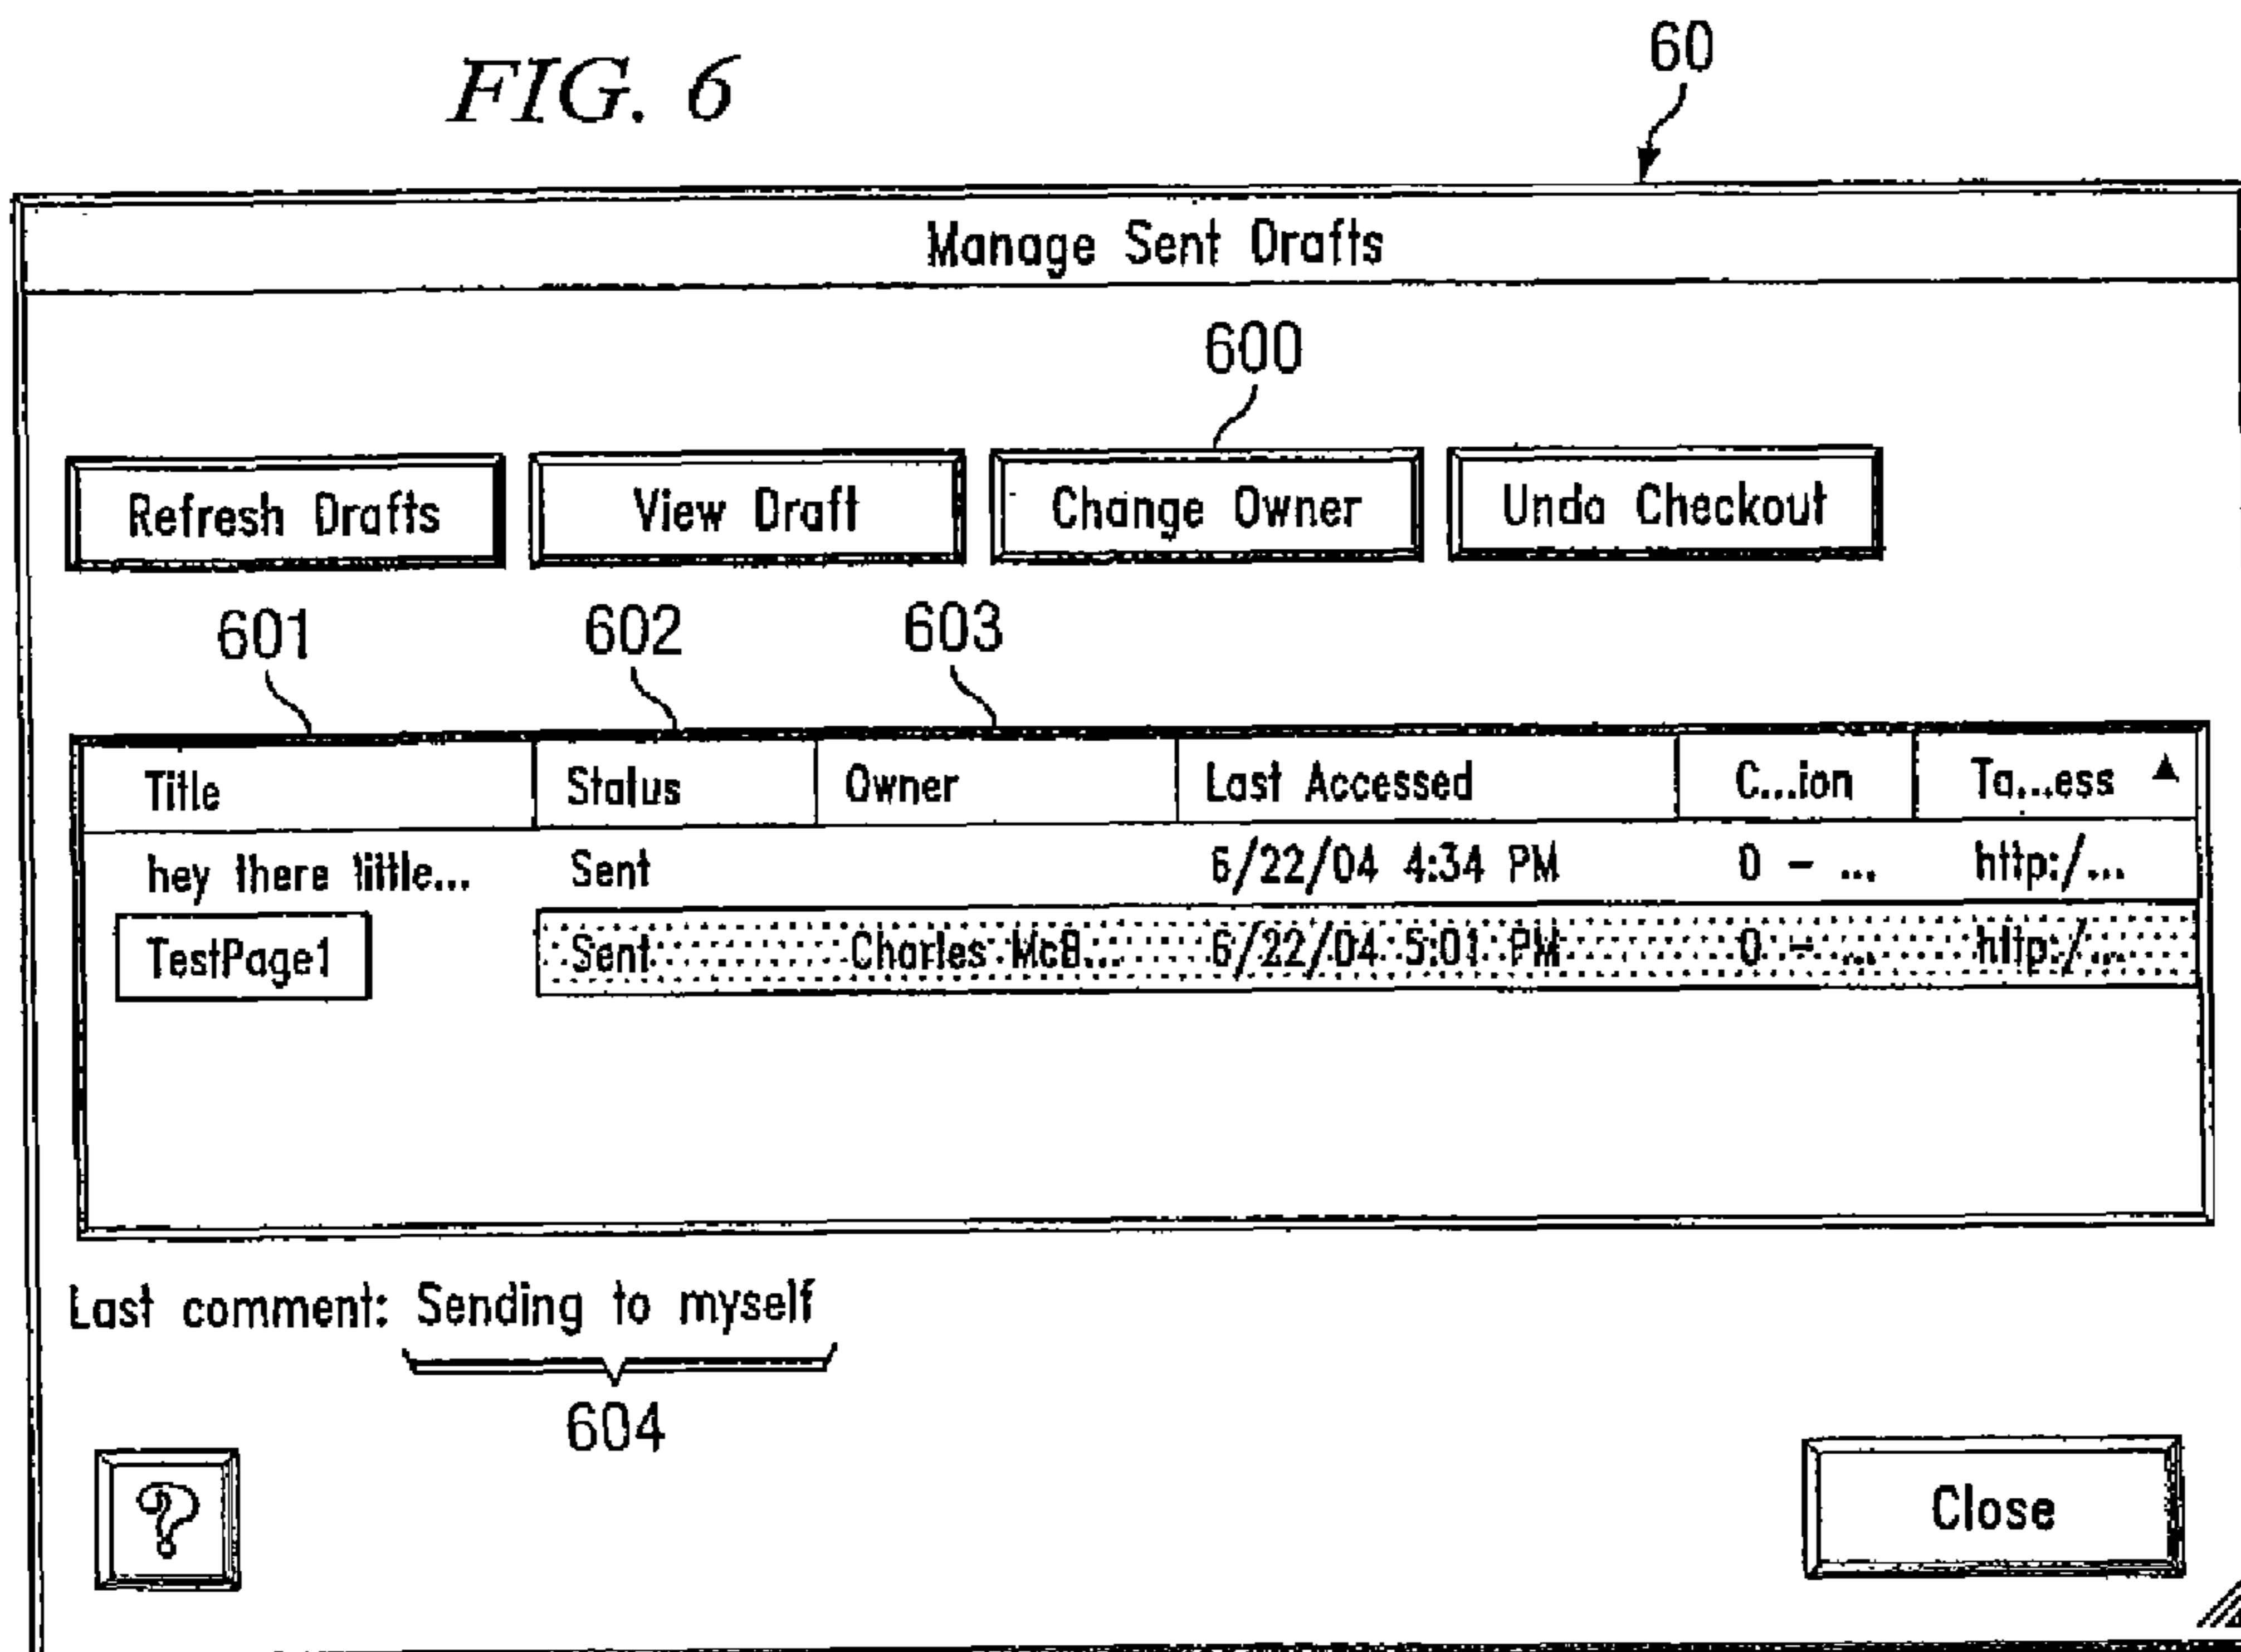 FIG. 6
60
Manage Sent Drafts
600
Refresh Drafts View Draft Change Owner Undo Checkout
601 602 603
Title Status Owner Last Accessed C...ion Ta...ess ▲
hey there little... Sent 6/22/04 4:34 PM 0 - ... http:/...
TestPage1 Sent Charles McB... 6/22/04 5:01 PM 0 - ... http:/...
Last comment: Sending to myself
604
?
Close